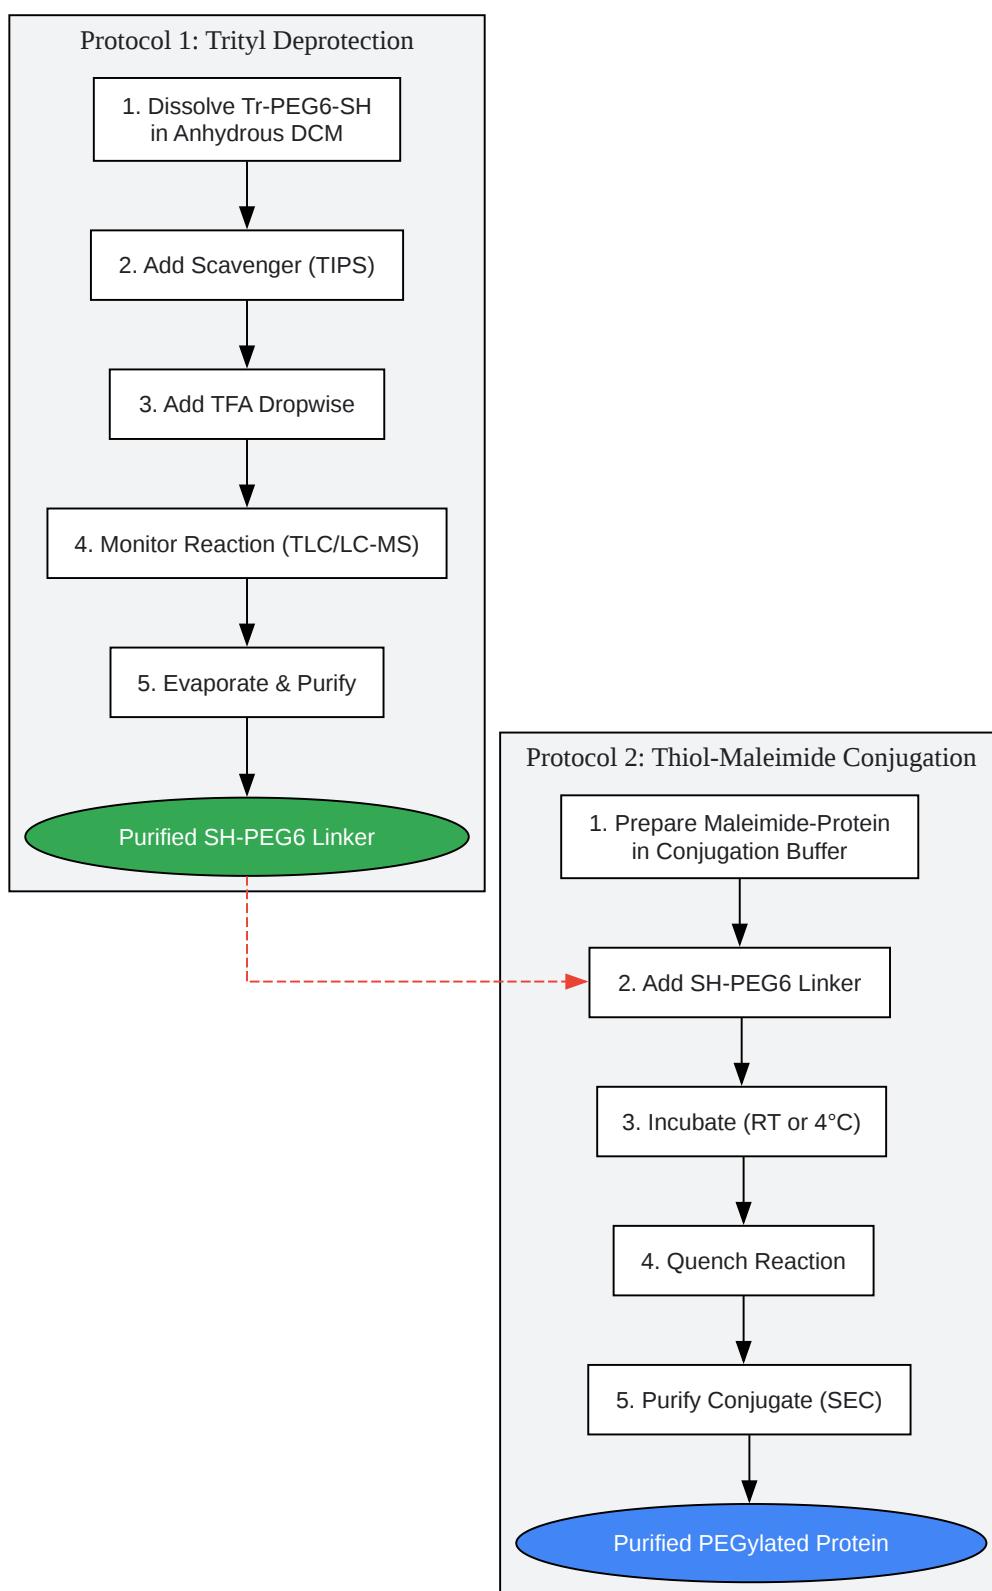 Protocol 1: Trityl Deprotection
1. Dissolve Tr-PEG6-SH
in Anhydrous DCM
2. Add Scavenger (TIPS)
3. Add TFA Dropwise
4. Monitor Reaction (TLC/LC-MS)
5. Evaporate & Purify
Purified SH-PEG6 Linker
Protocol 2: Thiol-Maleimide Conjugation
1. Prepare Maleimide-Protein
in Conjugation Buffer
2. Add SH-PEG6 Linker
3. Incubate (RT or 4°C)
4. Quench Reaction
5. Purify Conjugate (SEC)
Purified PEGylated Protein